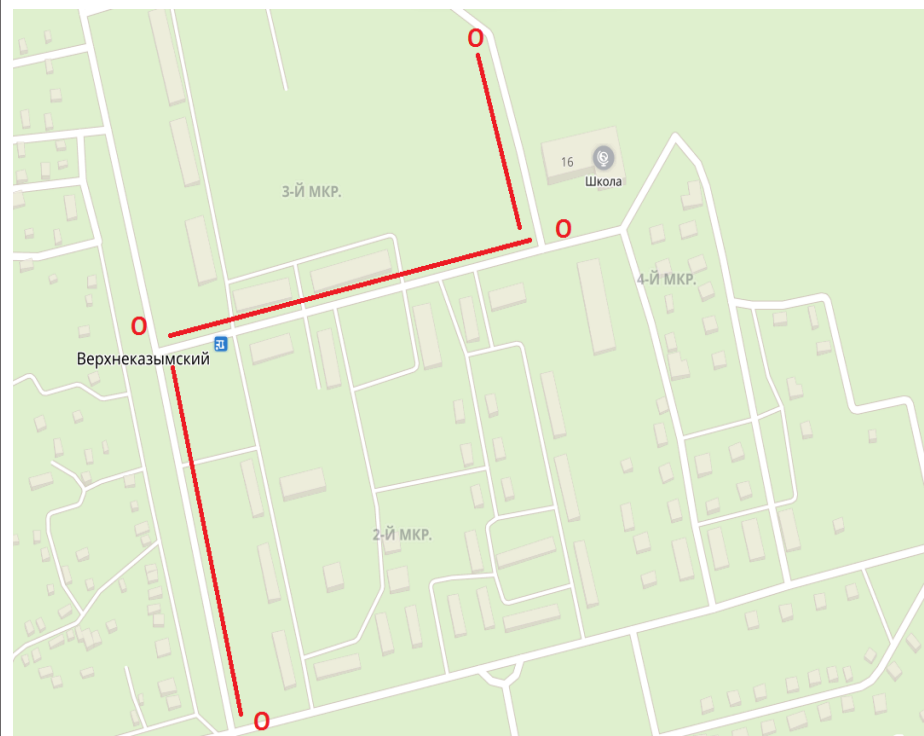 О
16
Школа
3-Й МКР.
О
4-Й МКР.
О
Верхнеказымский
2-Й МКР.
О